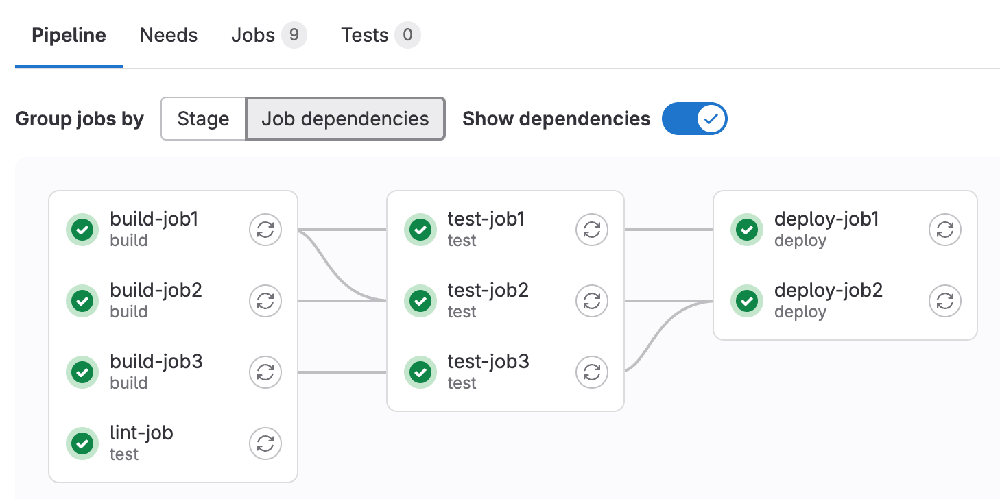 Pipeline Needs Jobs 9 Tests 0
Group jobs by Stage Job dependencies Show dependencies
build-job1
build
build-job2
build
build-job3
build
lint-job
test
test-job1
test
test-job2
test
test-job3
test
deploy-job1
deploy
deploy-job2
deploy